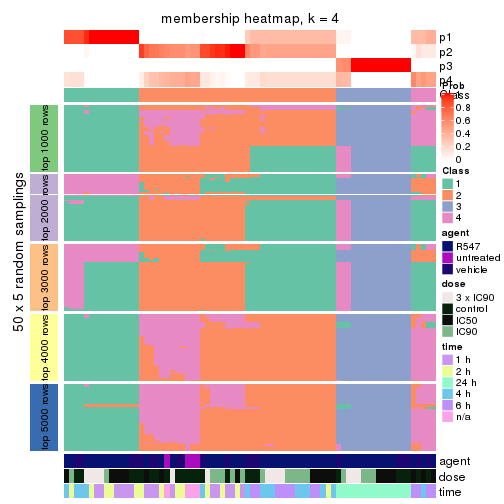 membership heatmap, k = 4
p1
p2
p3
p4
Class
Prob
1
0.8
0.6
0.4
0.2
0
Class
1
2
3
4
agent
R547
untreated
vehicle
dose
3 x IC90
control
IC50
IC90
time
1 h
2 h
24 h
4 h
6 h
n/a
50 x 5 random samplings
top 1000 rows
top 2000 rows
top 3000 rows
top 4000 rows
top 5000 rows
agent
dose
time